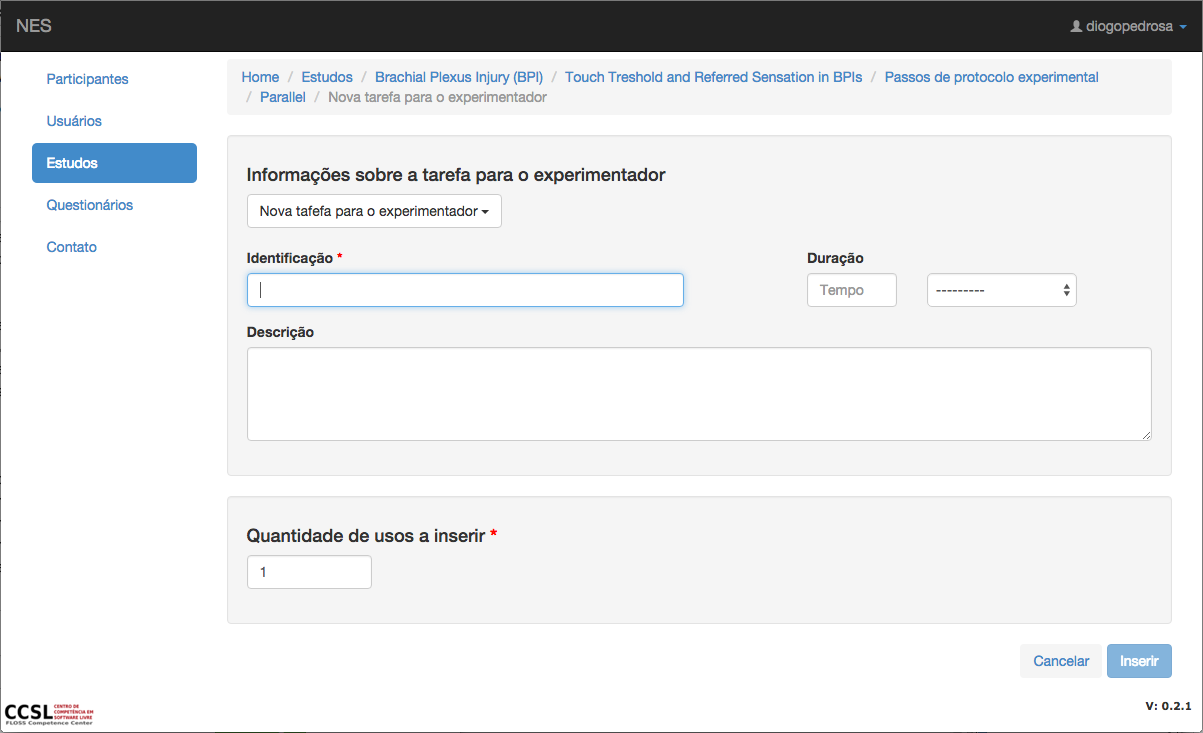 NES
diogopedrosa
Participantes
Usuários
Estudos
Questionários
Contato
Home / Estudos / Brachial Plexus Injury (BPI) / Touch Treshold and Referred Sensation in BPIs / Passos de protocolo experimental
/ Parallel / Nova tarefa para o experimentador
Informações sobre a tarefa para o experimentador
Nova tafefa para o experimentador
Identificação *
Duração
Tempo
---------
Descrição
Quantidade de usos a inserir *
1
Cancelar
Inserir
CCSL
CENTRO DE
COMPETÊNCIA EM
SOFTWARE LIVRE
FLOSS Competence Center
V: 0.2.1